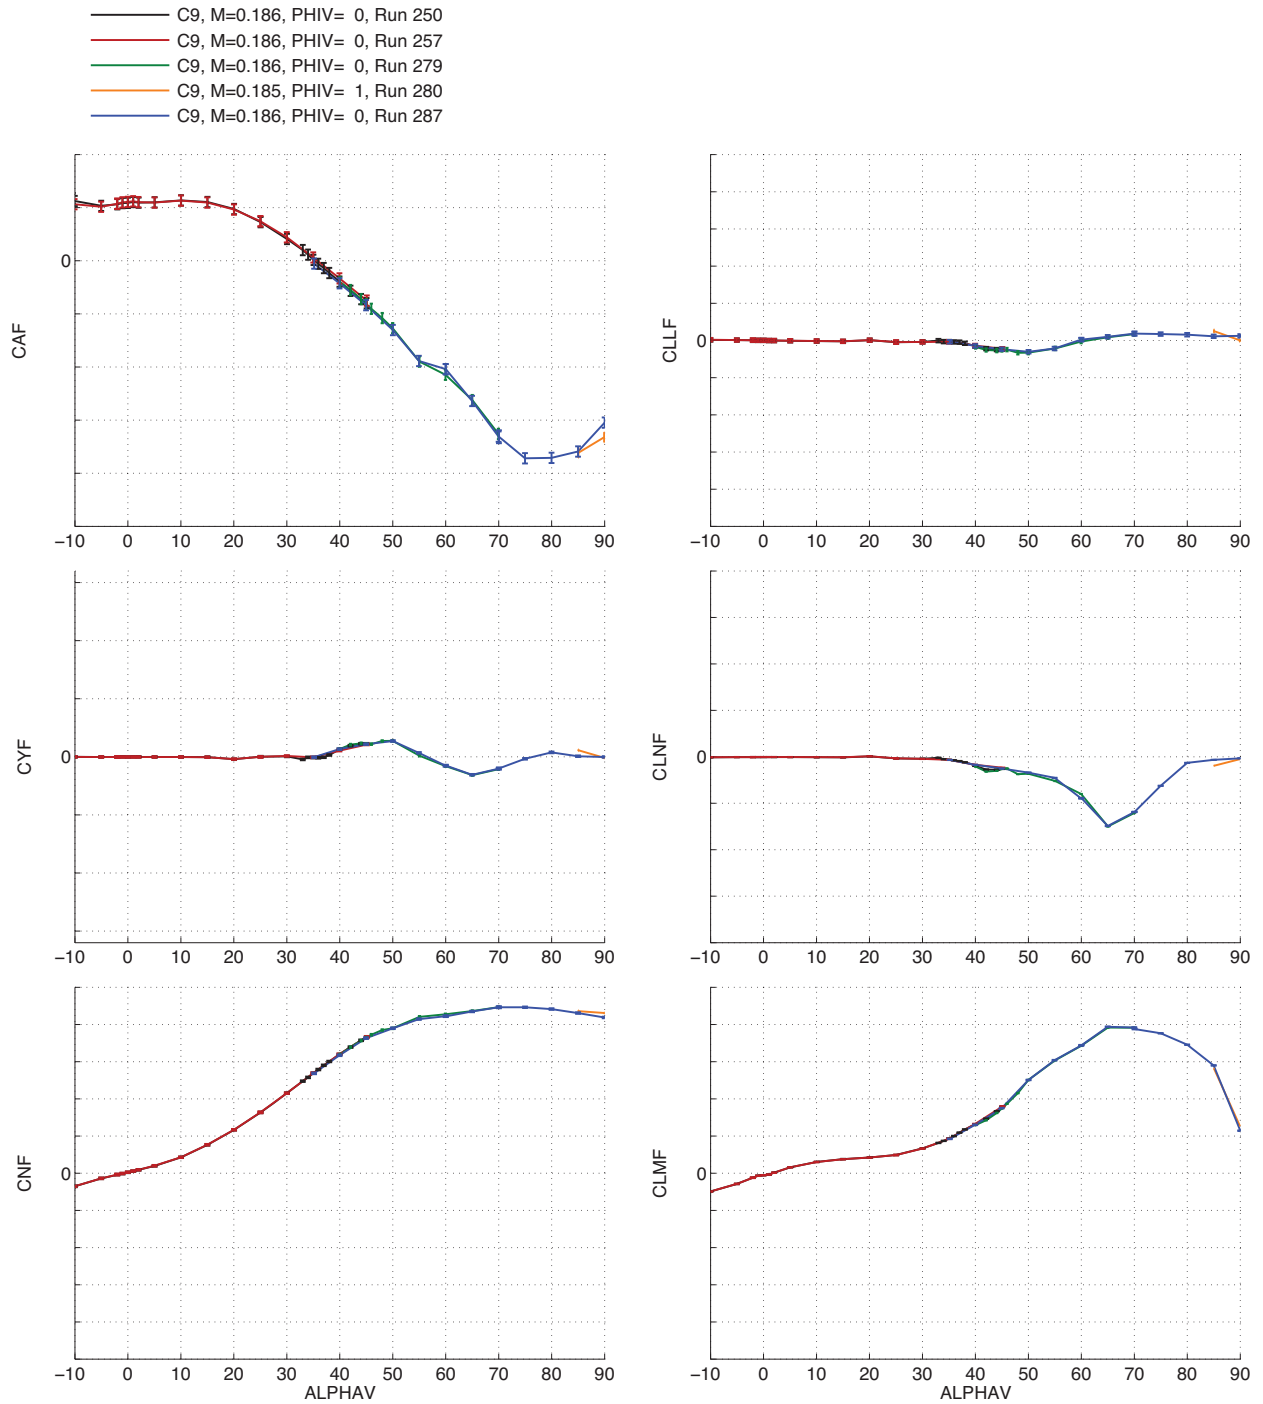 C9, M=0.186, PHIV= 0, Run 250
C9, M=0.186, PHIV= 0, Run 257
C9, M=0.186, PHIV= 0, Run 279
C9, M=0.185, PHIV= 1, Run 280
C9, M=0.186, PHIV= 0, Run 287
0
CAF
−10 0 10 20 30 40 50 60 70 80 90
0
CLLF
−10 0 10 20 30 40 50 60 70 80 90
0
CYF
−10 0 10 20 30 40 50 60 70 80 90
0
CLNF
−10 0 10 20 30 40 50 60 70 80 90
0
CNF
−10 0 10 20 30 40 50 60 70 80 90
ALPHAV
0
CLMF
−10 0 10 20 30 40 50 60 70 80 90
ALPHAV